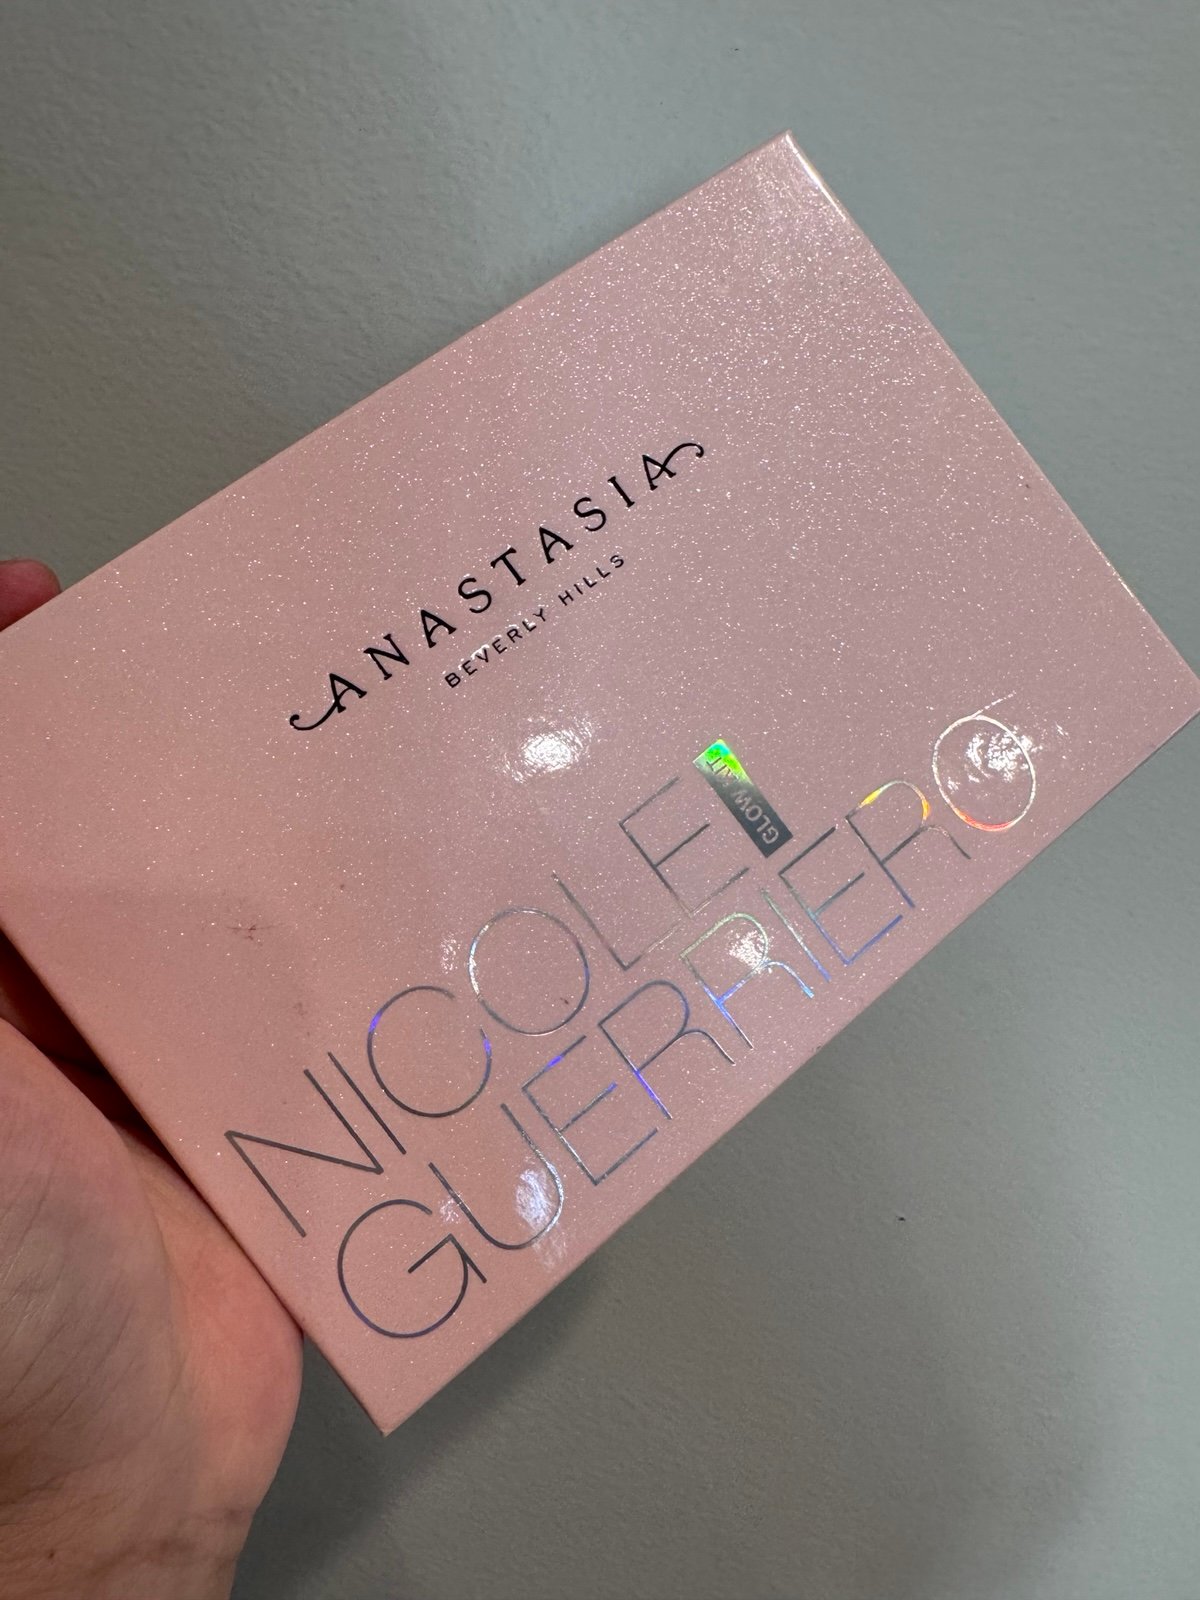 ANASTASIA
BEVERLY HILLS
NICOLE
GLOW KIT
GUERRIERO